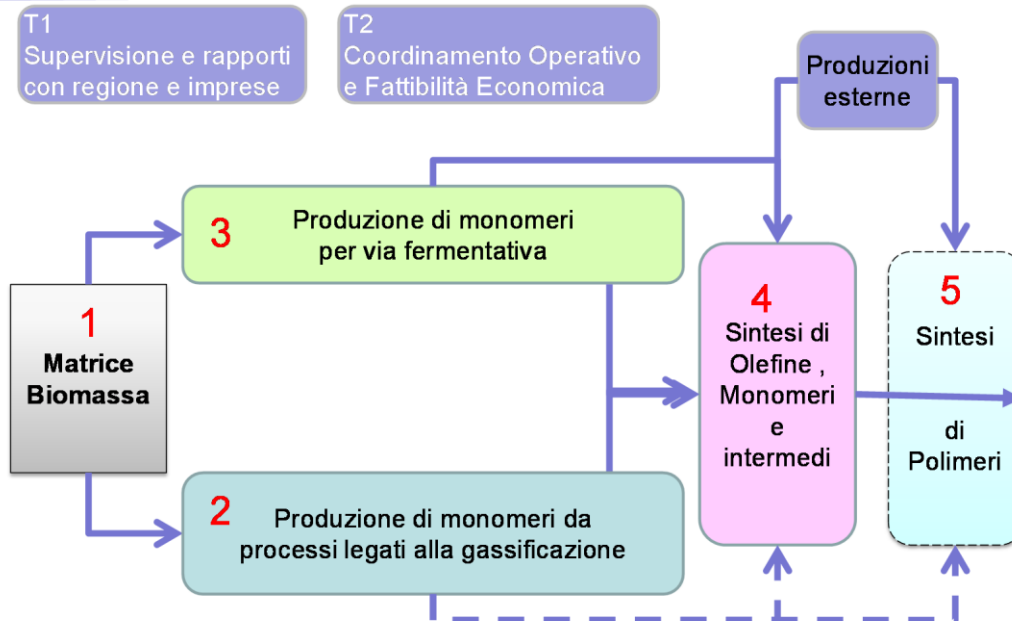 T1
Supervisione e rapporti
con regione e imprese
T2
Coordinamento Operativo
e Fattibilità Economica
Produzioni
esterne
3
Produzione di monomeri
per via fermentativa
1
Matrice
Biomassa
2
Produzione di monomeri da
processi legati alla gassificazione
4
Sintesi di
Olefine ,
Monomeri
e
intermedi
5
Sintesi
di
Polimeri